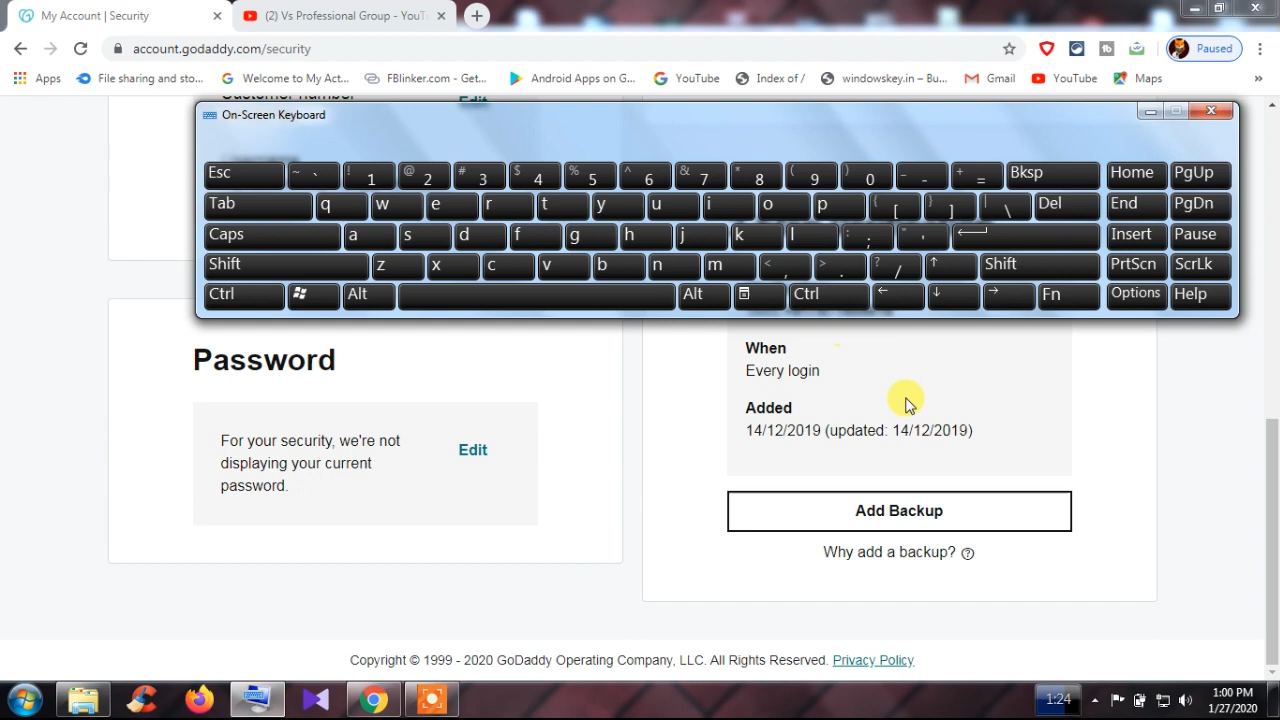 My Account | Security
(2) Vs Professional Group - YouT
account.godaddy.com/security
Paused
Apps
File sharing and sto...
Welcome to My Act...
FBlinker.com - Get...
Android Apps on G...
YouTube
Index of /
windowskey.in – Bu...
Gmail
YouTube
Maps
»
Customer number
Edit
On-Screen Keyboard
Esc ~ ` ! 1 @ 2 # 3 $ 4 % 5 ^ 6 & 7 * 8 ( 9 ) 0 _ - + = Bksp Home PgUp
Tab q w e r t y u i o p { [ } ] | \ Del End PgDn
Caps a s d f g h j k l : ; " ' Insert Pause
Shift z x c v b n m < , > . ? / ↑ Shift PrtScn ScrLk
Ctrl Alt Alt Ctrl ← ↓ → Fn Options Help
Password
For your security, we're not
displaying your current
password.
Edit
When
Every login
Added
14/12/2019 (updated: 14/12/2019)
Add Backup
Why add a backup? ?
Copyright © 1999 - 2020 GoDaddy Operating Company, LLC. All Rights Reserved. Privacy Policy
1:24
1:00 PM
1/27/2020